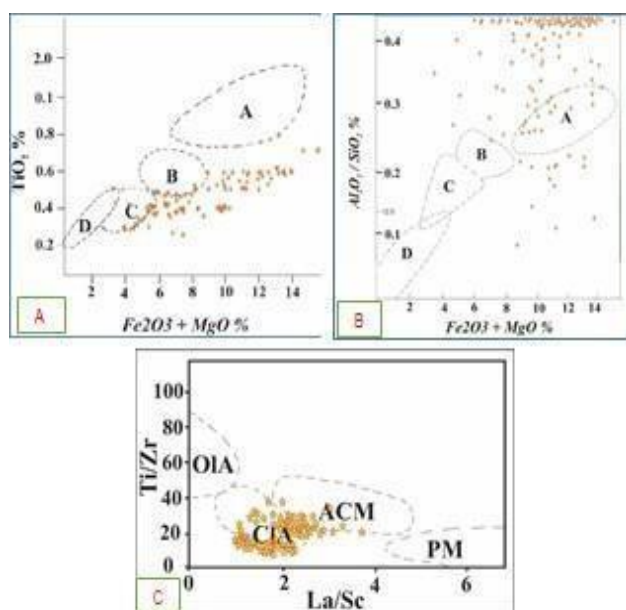 TiO2 %
2.0
0.1
0.8
0.6
0.4
0.2
A
B
C
D
2 4 6 8 10 12 14
Fe2O3 + MgO %
A
Al2O3 / SiO2 %
0.4
0.3
0.2
0.1
A
B
C
D
2 4 6 8 10 12 14
Fe2O3 + MgO %
B
Ti/Zr
100
80
60
40
20
0
OIA
ACM
CIA
PM
0 2 4 6
La/Sc
C